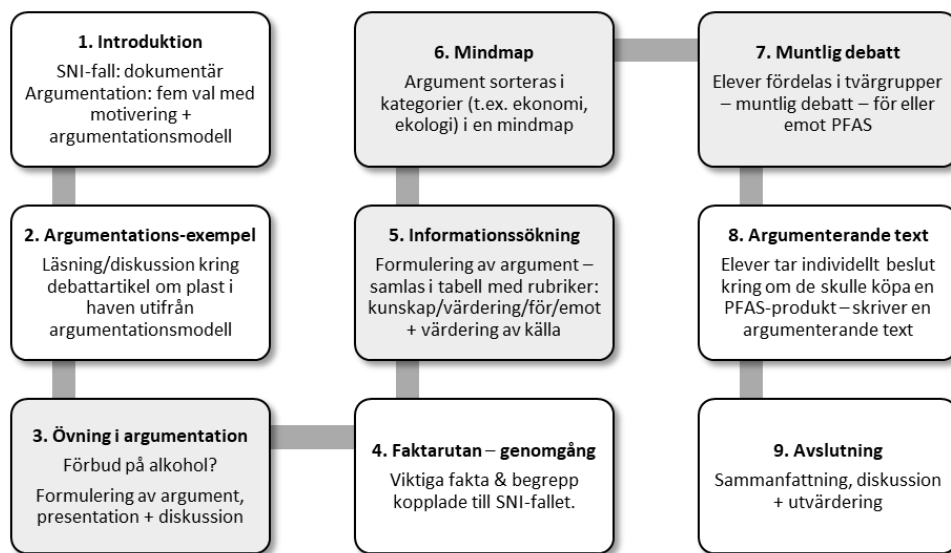 1. Introduktion
SNI-fall: dokumentär
Argumentation: fem val med
motivering +
argumentationsmodell
2. Argumentations-exempel
Läsning/diskussion kring
debattartikel om plast i
haven utifrån
argumentationsmodell
3. Övning i argumentation
Förbud på alkohol?
Formulering av argument,
presentation + diskussion
4. Faktarutan – genomgång
Viktiga fakta & begrepp
kopplade till SNI-fallet.
5. Informationssökning
Formulering av argument –
samlas i tabell med rubriker:
kunskap/värdering/för/emot
+ värdering av källa
6. Mindmap
Argument sorteras i
kategorier (t.ex. ekonomi,
ekologi) i en mindmap
7. Muntlig debatt
Elever fördelas i tvärgrupper
– muntlig debatt – för eller
emot PFAS
8. Argumenterande text
Elever tar individellt beslut
kring om de skulle köpa en
PFAS-produkt – skriver en
argumenterande text
9. Avslutning
Sammanfattning, diskussion
+ utvärdering